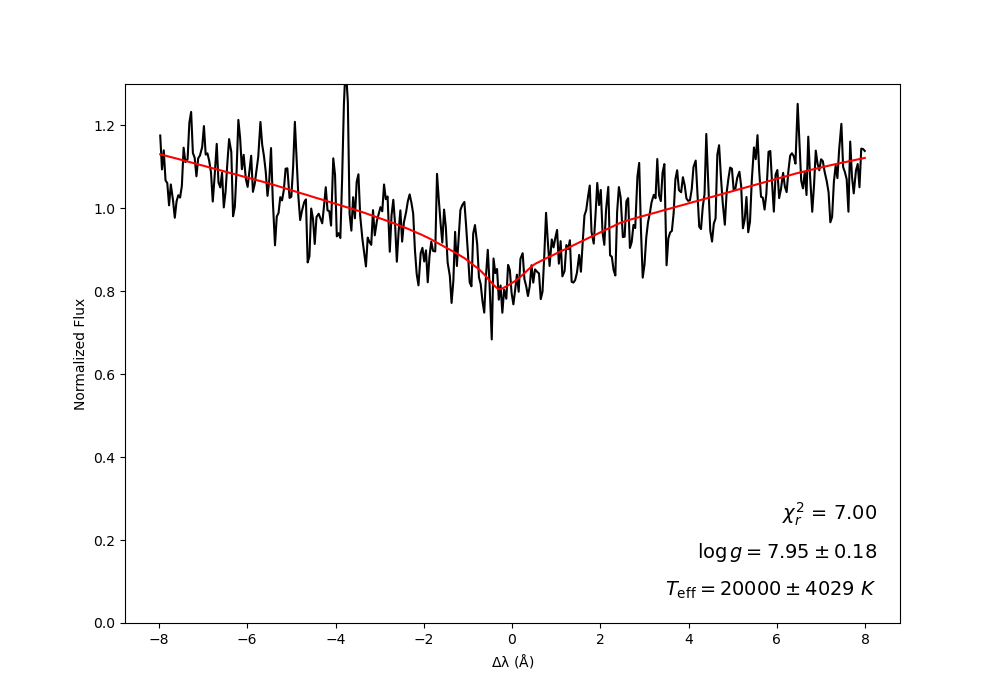 1.2
1.0
0.8
0.6
0.4
0.2
0.0
Normalized Flux
χ²ᵣ = 7.00
log g = 7.95 ± 0.18
T_eff = 20000 ± 4029 K
−8 −6 −4 −2 0 2 4 6 8
Δλ (Å)